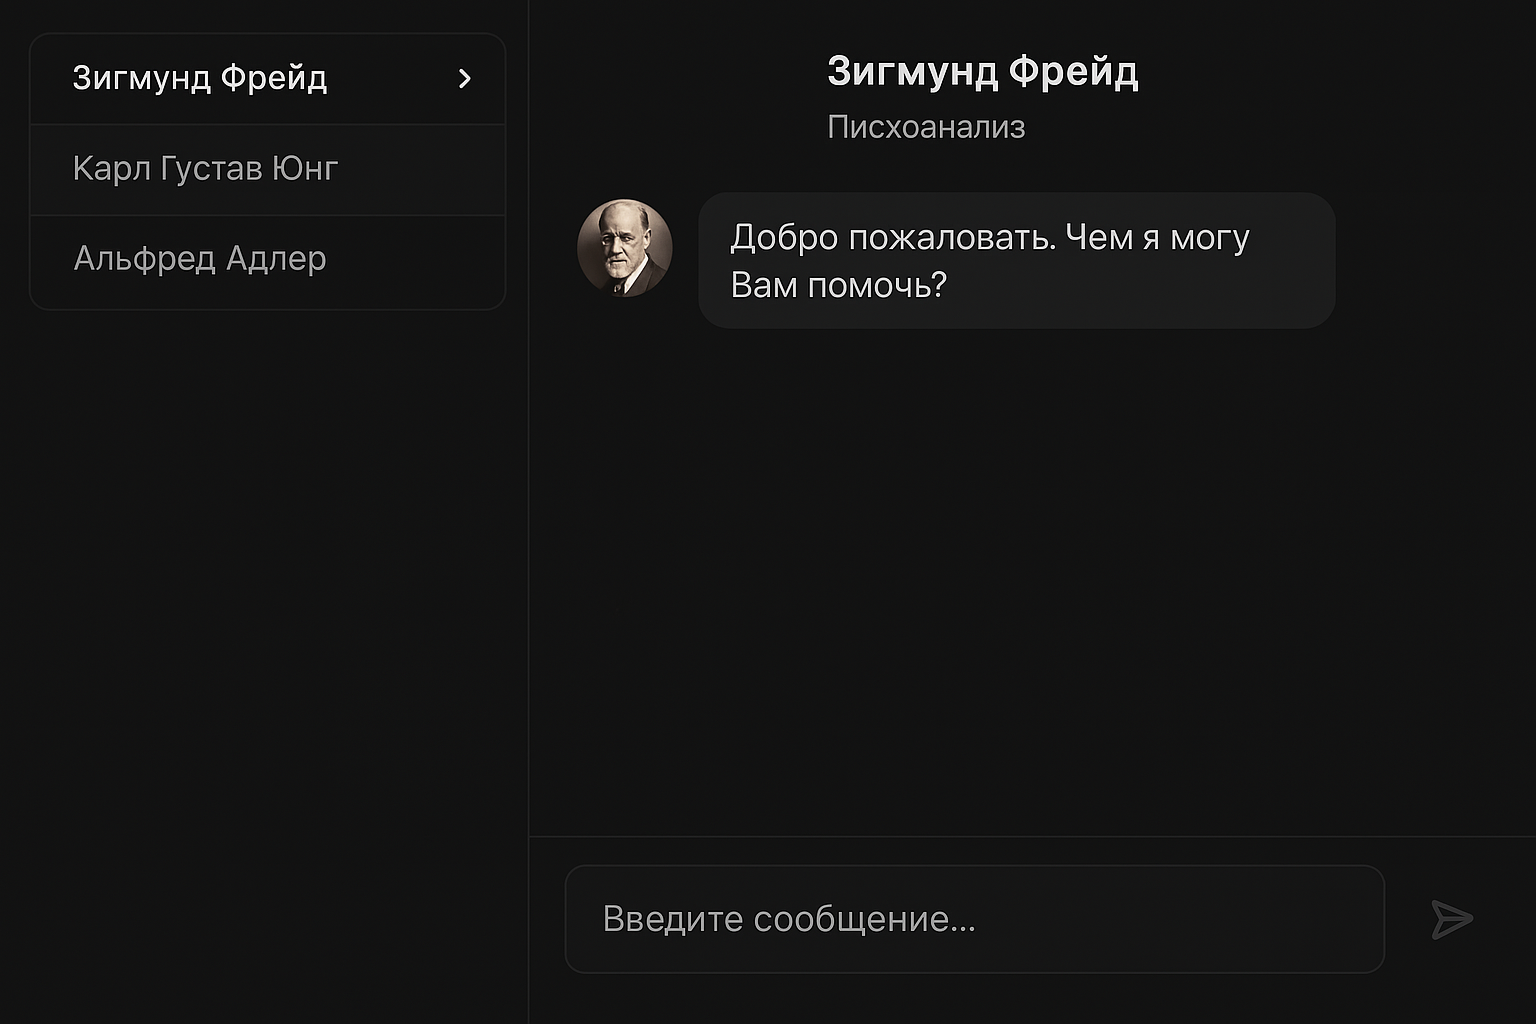 Зигмунд Фрейд
Карл Густав Юнг
Альфред Адлер
Зигмунд Фрейд
Писхоанализ
Добро пожаловать. Чем я могу
Вам помочь?
Введите сообщение...